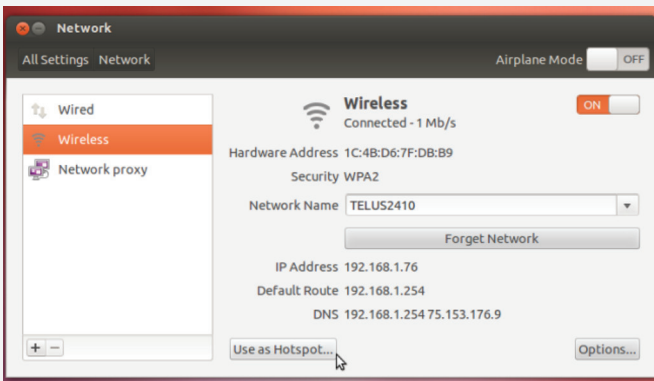 Network
All Settings Network
Airplane Mode OFF
Wired
Wireless
Network proxy
Wireless
ON
Connected - 1 Mb/s
Hardware Address 1C:4B:D6:7F:DB:B9
Security WPA2
Network Name TELUS2410
Forget Network
IP Address 192.168.1.76
Default Route 192.168.1.254
DNS 192.168.1.254 75.153.176.9
Use as Hotspot...
Options...